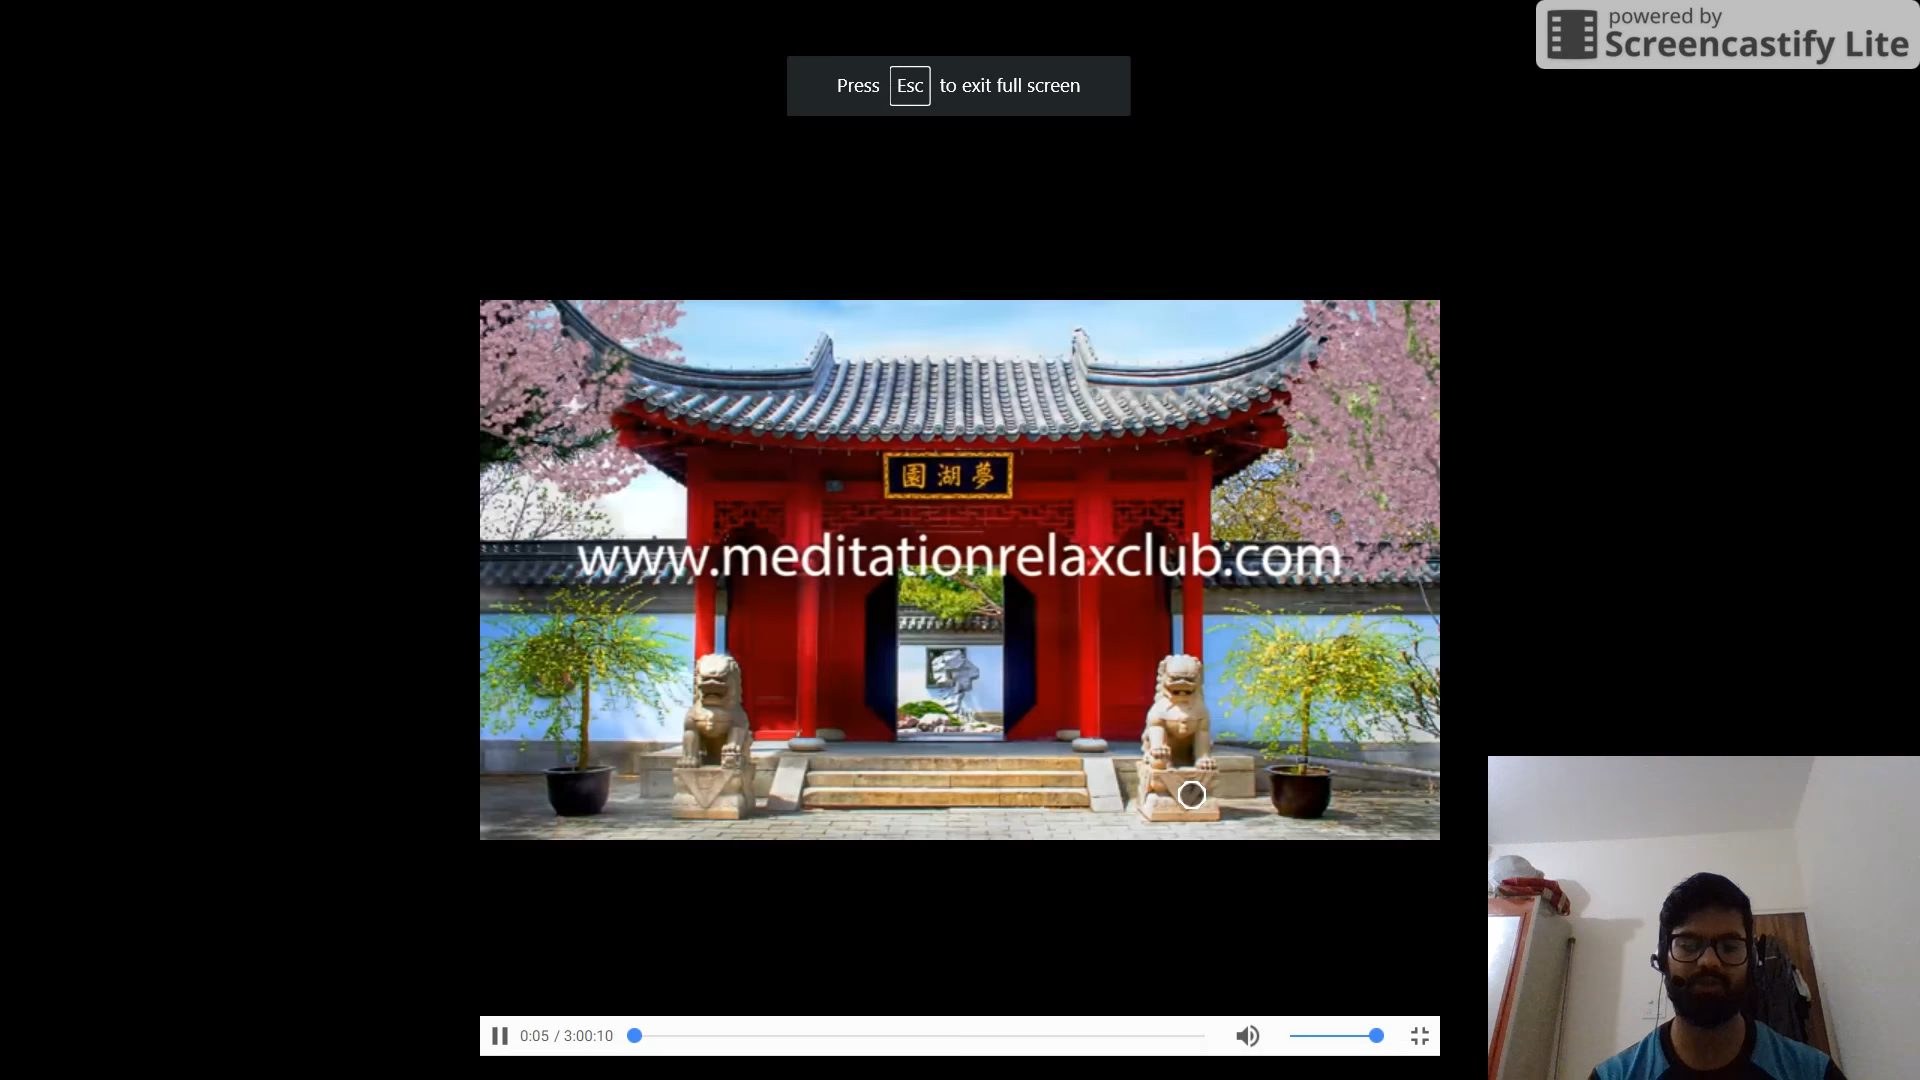 powered by
Screencastify Lite
Press Esc to exit full screen
園湖夢
www.meditationrelaxclub.com
0:05 / 3:00:10